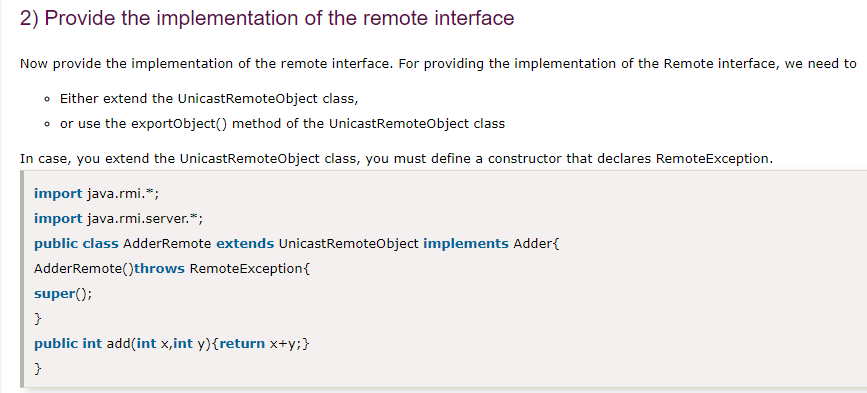 2) Provide the implementation of the remote interface
Now provide the implementation of the remote interface. For providing the implementation of the Remote interface, we need to
Either extend the UnicastRemoteObject class,
or use the exportObject() method of the UnicastRemoteObject class
In case, you extend the UnicastRemoteObject class, you must define a constructor that declares RemoteException.
import java.rmi.*;
import java.rmi.server.*;
public class AdderRemote extends UnicastRemoteObject implements Adder{
AdderRemote()throws RemoteException{
super();
}
public int add(int x,int y){return x+y;}
}